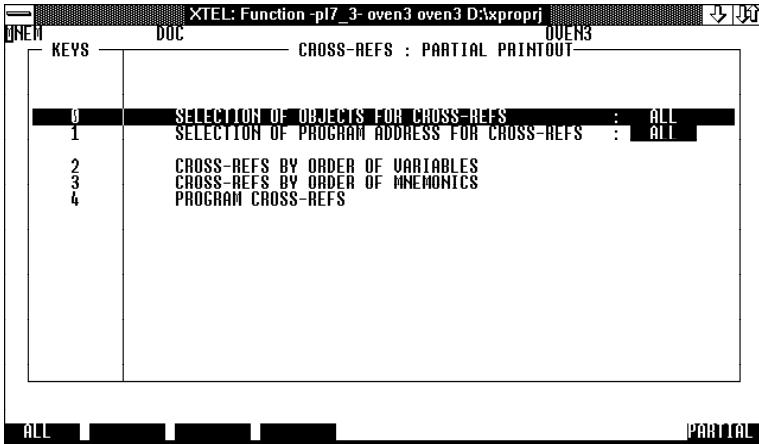 XTEL: Function -pl7_3- oven3 oven3 D:\xproprj
MNEM DOC OVEN3
KEYS CROSS-REFS : PARTIAL PRINTOUT
0 SELECTION OF OBJECTS FOR CROSS-REFS : ALL
1 SELECTION OF PROGRAM ADDRESS FOR CROSS-REFS : ALL
2 CROSS-REFS BY ORDER OF VARIABLES
3 CROSS-REFS BY ORDER OF MNEMONICS
4 PROGRAM CROSS-REFS
ALL PARTIAL